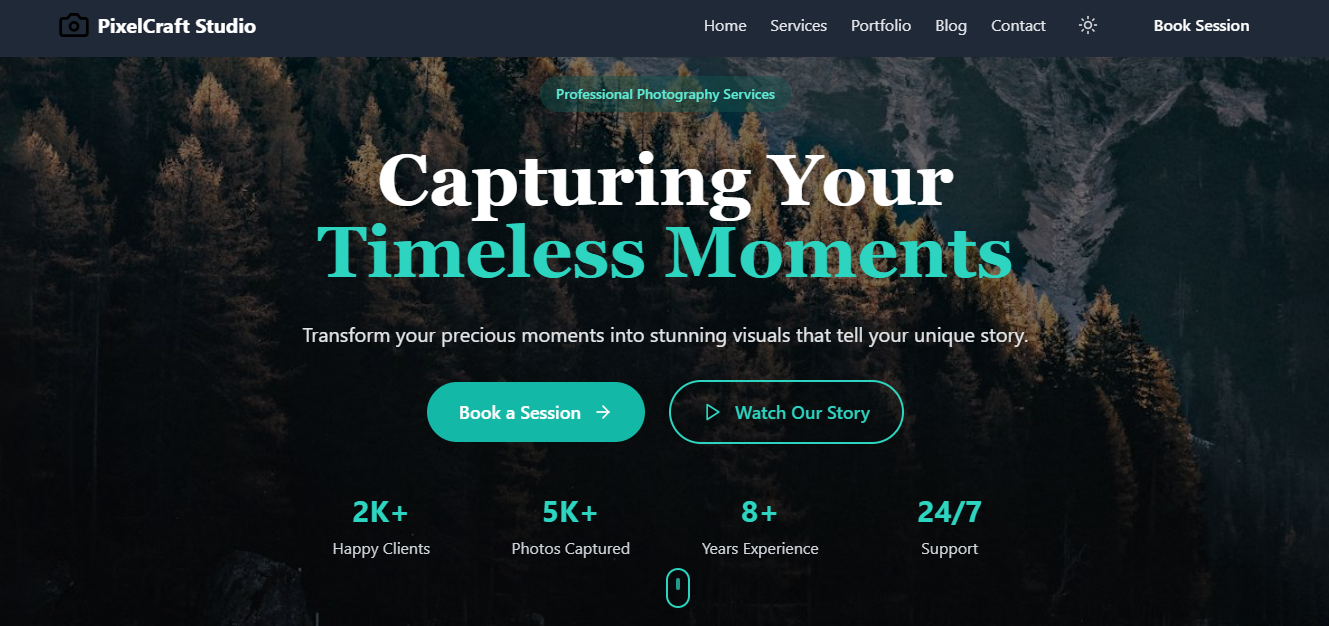 PixelCraft Studio
Home Services Portfolio Blog Contact Book Session
Professional Photography Services
Capturing Your
Timeless Moments
Transform your precious moments into stunning visuals that tell your unique story.
Book a Session
Watch Our Story
2K+ 5K+ 8+ 24/7
Happy Clients Photos Captured Years Experience Support